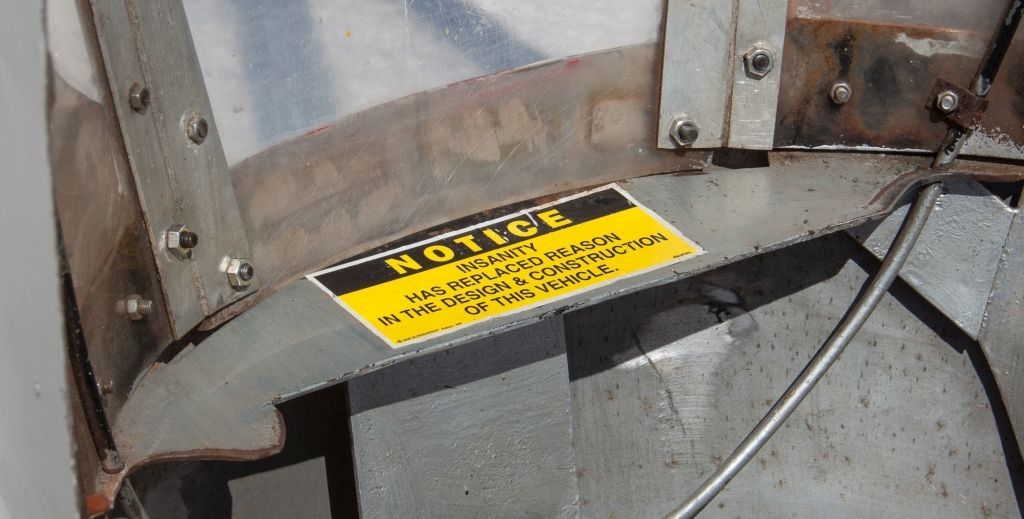 NOTICE
INSANITY
HAS REPLACED REASON
IN THE DESIGN & CONSTRUCTION
OF THIS VEHICLE.